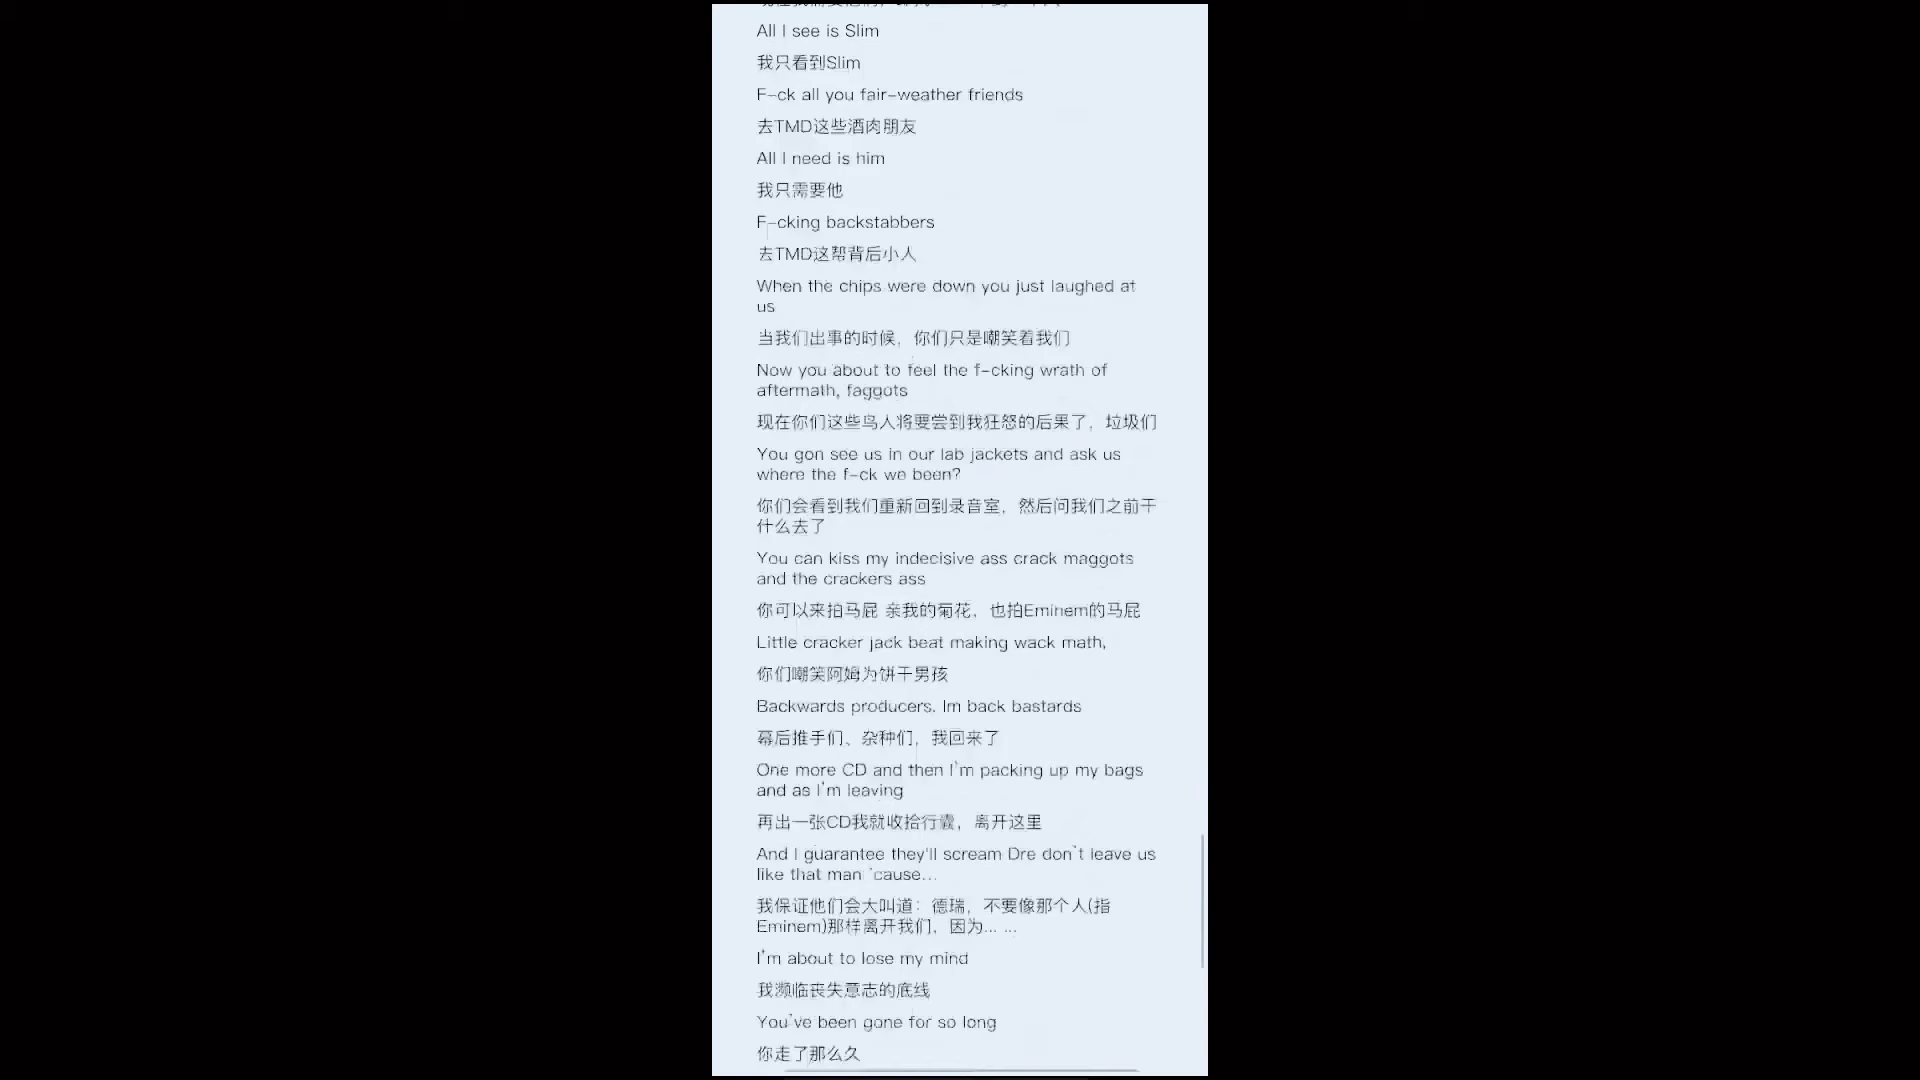 All I see is Slim
我只看到Slim
F-ck all you fair-weather friends
去TMD这些酒肉朋友
All I need is him
我只需要他
F-cking backstabbers
去TMD这帮背后小人
When the chips were down you just laughed at
us
当我们出事的时候，你们只是嘲笑着我们
Now you about to feel the f-cking wrath of
aftermath, faggots
现在你们这些鸟人将要尝到我狂怒的后果了，垃圾们
You gon see us in our lab jackets and ask us
where the f-ck we been?
你们会看到我们重新回到录音室，然后问我们之前干
什么去了
You can kiss my indecisive ass crack maggots
and the crackers ass
你可以来拍马屁 亲我的菊花，也拍Eminem的马屁
Little cracker jack beat making wack math,
你们嘲笑阿姆为饼干男孩
Backwards producers. Im back bastards
幕后推手们、杂种们，我回来了
One more CD and then I'm packing up my bags
and as I'm leaving
再出一张CD我就收拾行囊，离开这里
And I guarantee they'll scream Dre don`t leave us
like that man `cause...
我保证他们会大叫道：德瑞，不要像那个人(指
Eminem)那样离开我们，因为... ...
I'm about to lose my mind
我濒临丧失意志的底线
You`ve been gone for so long
你走了那么久